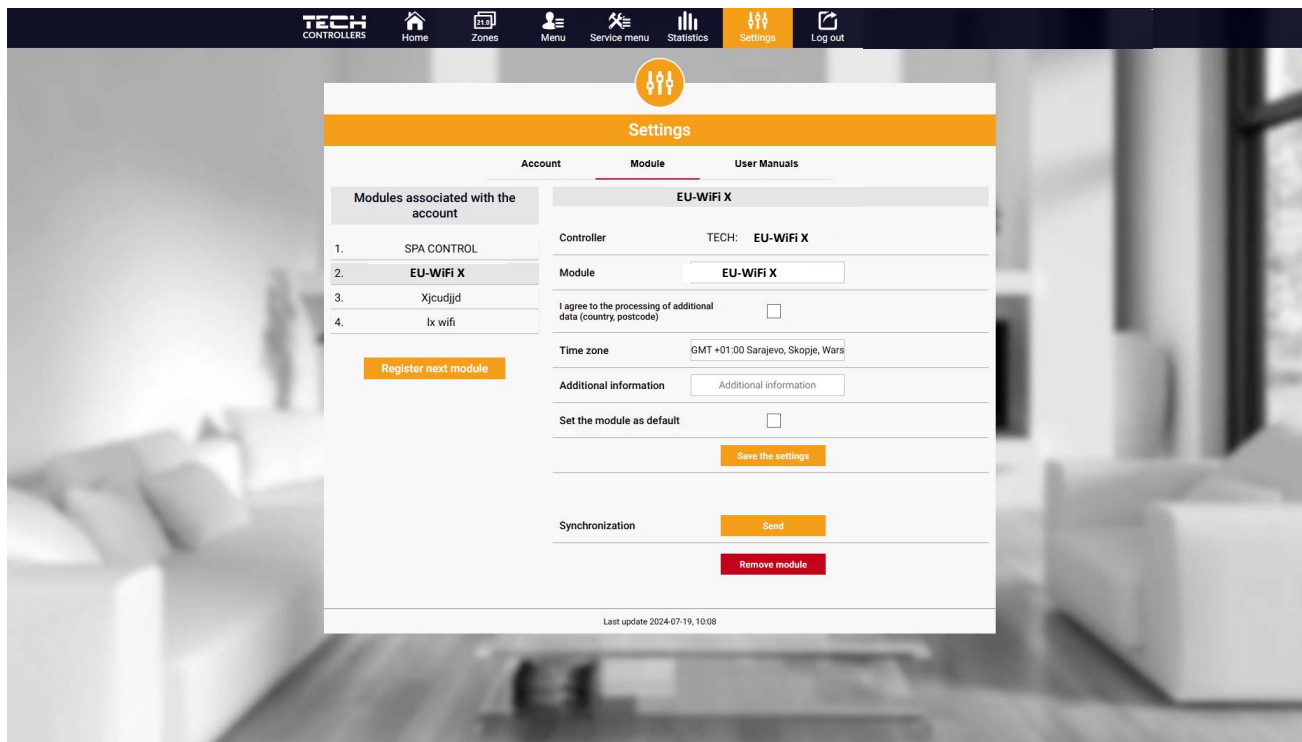 TECH
CONTROLLERS
Home
21.0
Zones
Menu
Service menu
Statistics
Settings
Log out
Settings
Account
Module
User Manuals
Modules associated with the
account
1. SPA CONTROL
2. EU-WiFi X
3. Xjcudjjd
4. lx wifi
Register next module
EU-WiFi X
Controller TECH: EU-WiFi X
Module EU-WiFi X
I agree to the processing of additional
data (country, postcode)
Time zone GMT +01:00 Sarajevo, Skopje, Wars
Additional information Additional information
Set the module as default
Save the settings
Synchronization Send
Remove module
Last update 2024-07-19, 10:08